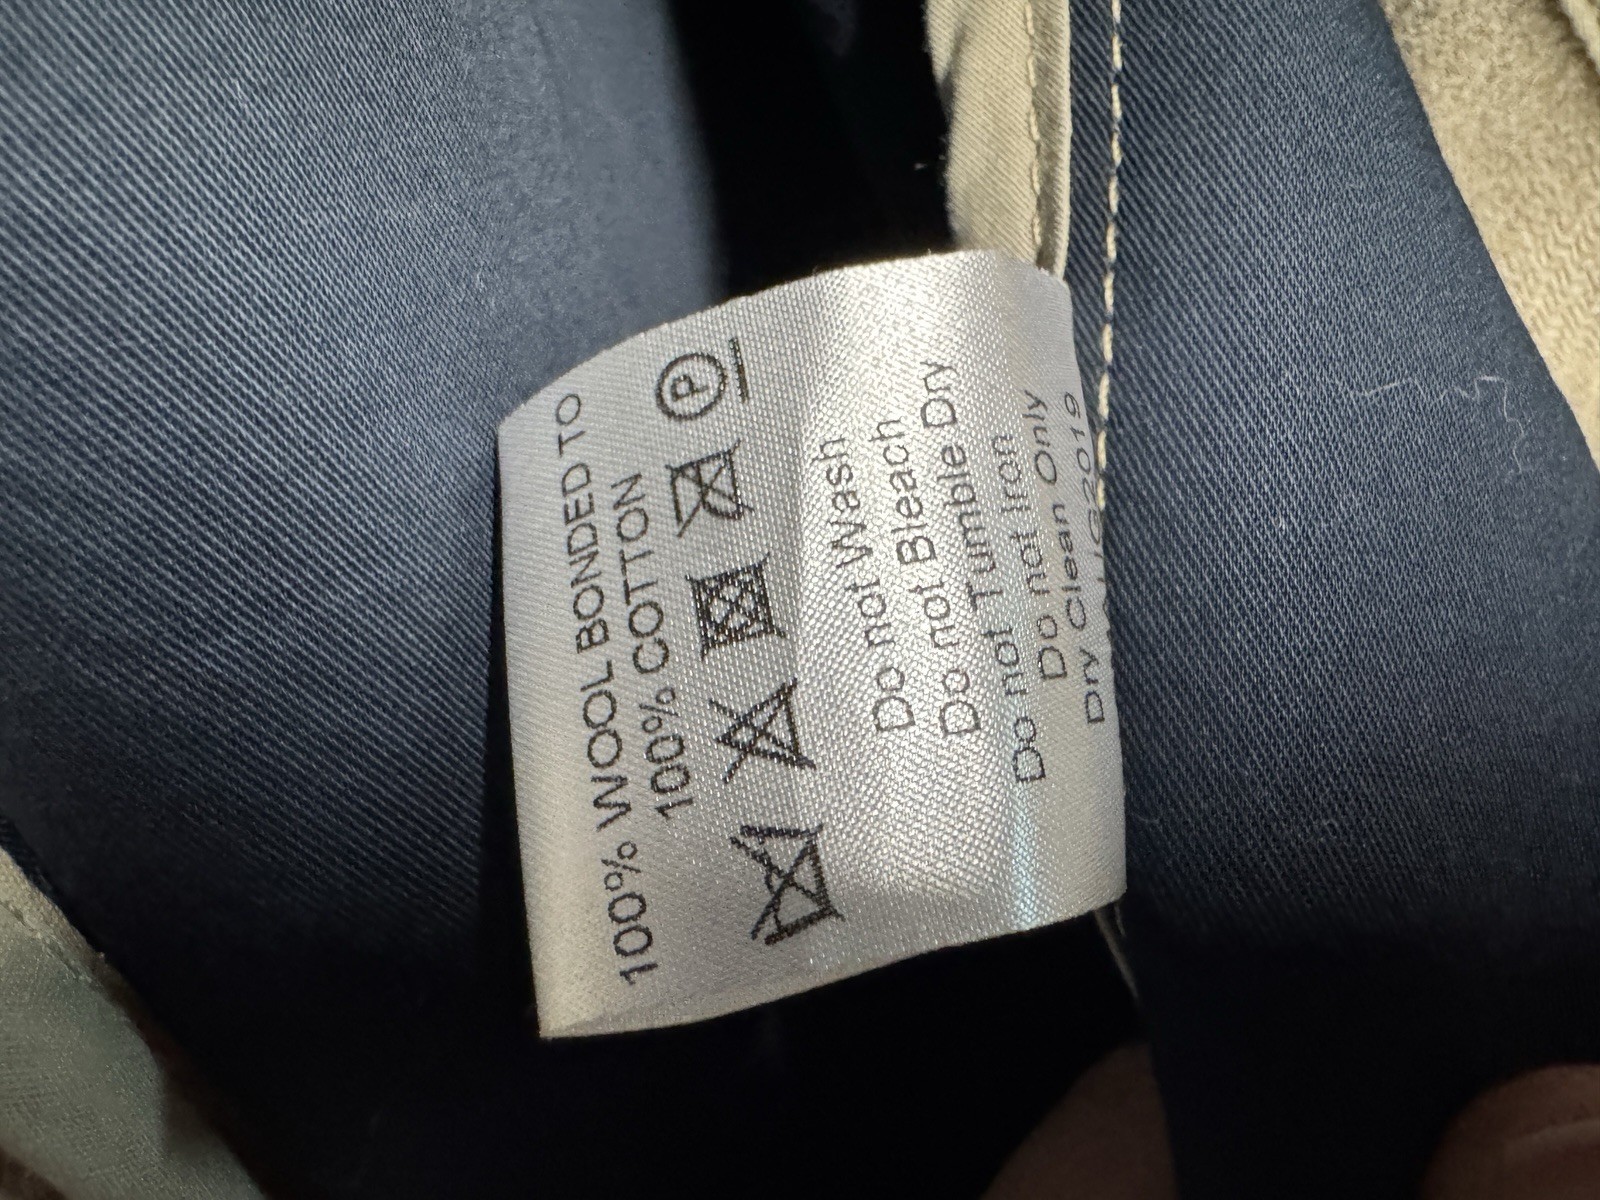 100% WOOL BONDED TO
100% COTTON
P
Do not Wash
Do not Bleach
Do not Tumble Dry
Do not Iron
Dry Clean Only
2019